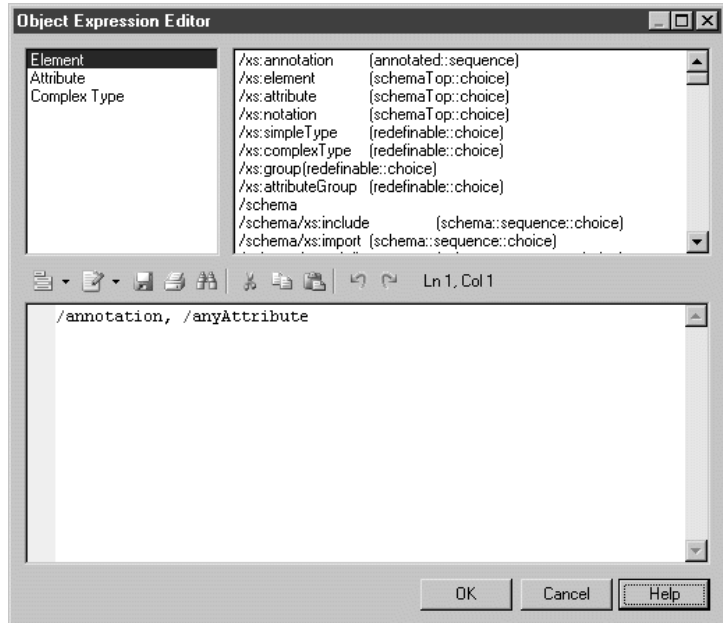 Object Expression Editor
Element
Attribute
Complex Type
/xs:annotation (annotated::sequence)
/xs:element (schemaTop::choice)
/xs:attribute (schemaTop::choice)
/xs:notation (schemaTop::choice)
/xs:simpleType (redefinable::choice)
/xs:complexType (redefinable::choice)
/xs:group(redefinable::choice)
/xs:attributeGroup (redefinable::choice)
/schema
/schema/xs:include (schema::sequence::choice)
/schema/xs:import (schema::sequence::choice)
Ln 1, Col 1
/annotation, /anyAttribute
OK Cancel Help